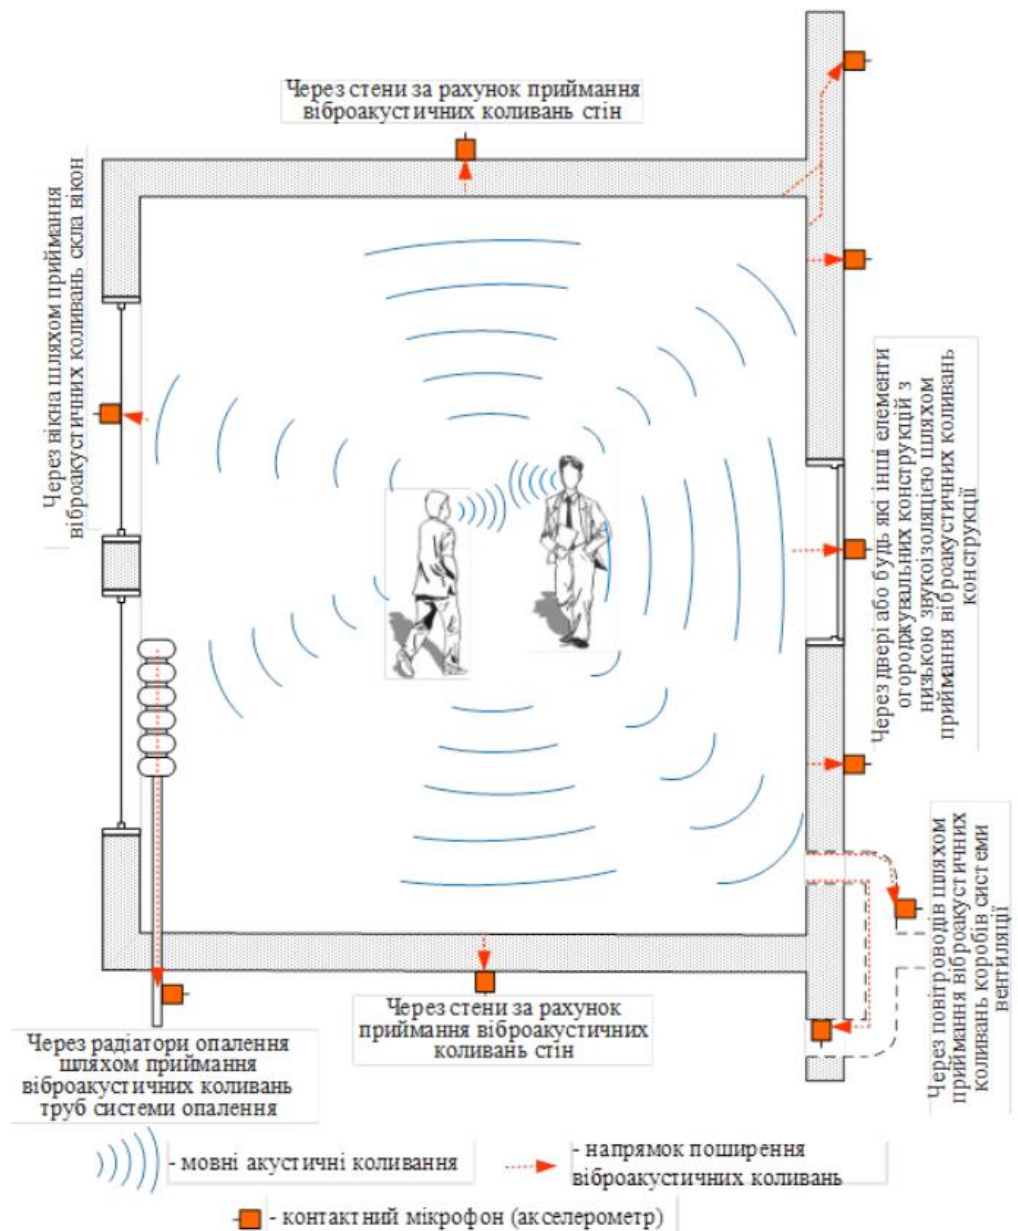 Через стени за рахунок приймання
віброакустичних коливань стін
Через вікна шляхом приймання
віброакустичних коливань скла вікон
Через двері або будь які інші елементи
огороджувальних конструкцій з
низькою звукоізоляцією шляхом
приймання віброакустичних коливань
конструкції
Через повітроводів шляхом
приймання віброакустичних
коливань коробів системи
вентиляції
Через стени за рахунок
приймання віброакустичних
коливань стін
Через радіатори опалення
шляхом приймання
віброакустичних коливань
труб системи опалення
- мовні акустичні коливання
- напрямок поширення
віброакустичних коливань
- контактний мікрофон (акселерометр)